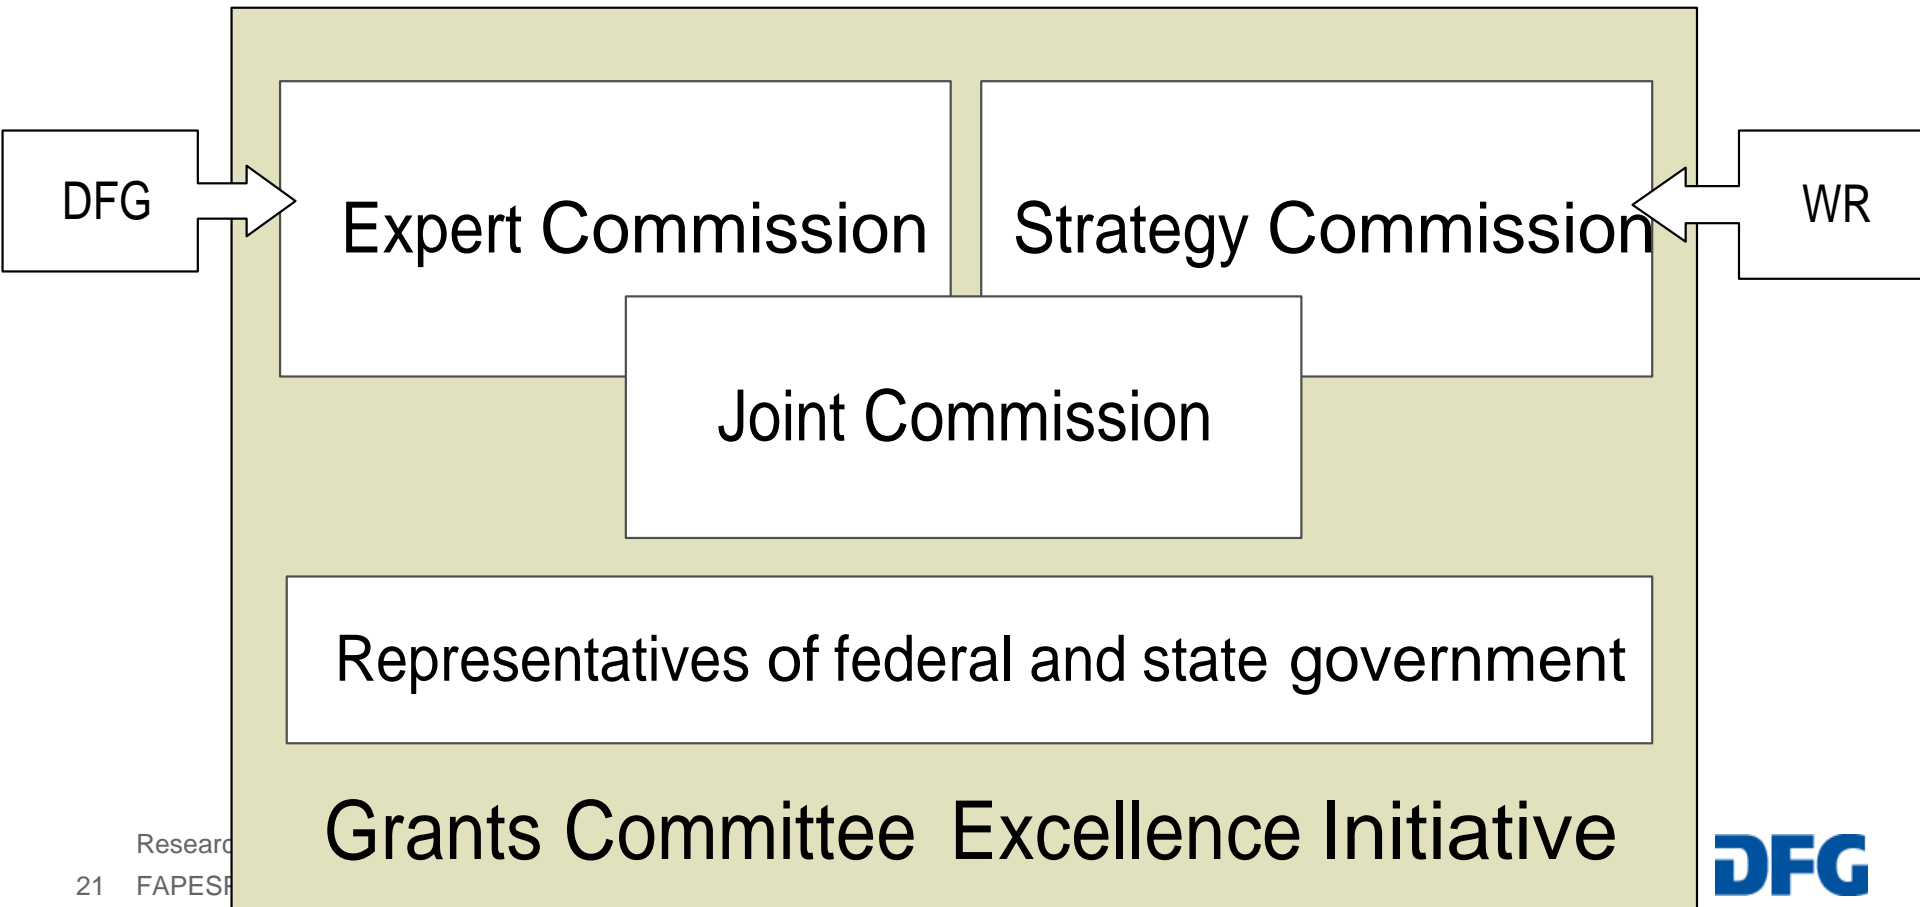 DFG
Expert Commission
Strategy Commission
WR
Joint Commission
Representatives of federal and state government
Grants Committee Excellence Initiative
21
DFG